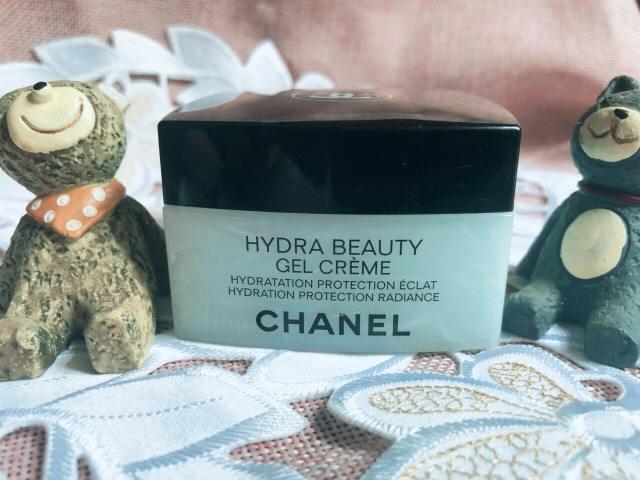 HYDRA BEAUTY
GEL CRÈME
HYDRATATION PROTECTION ÉCLAT
HYDRATION PROTECTION RADIANCE
CHANEL